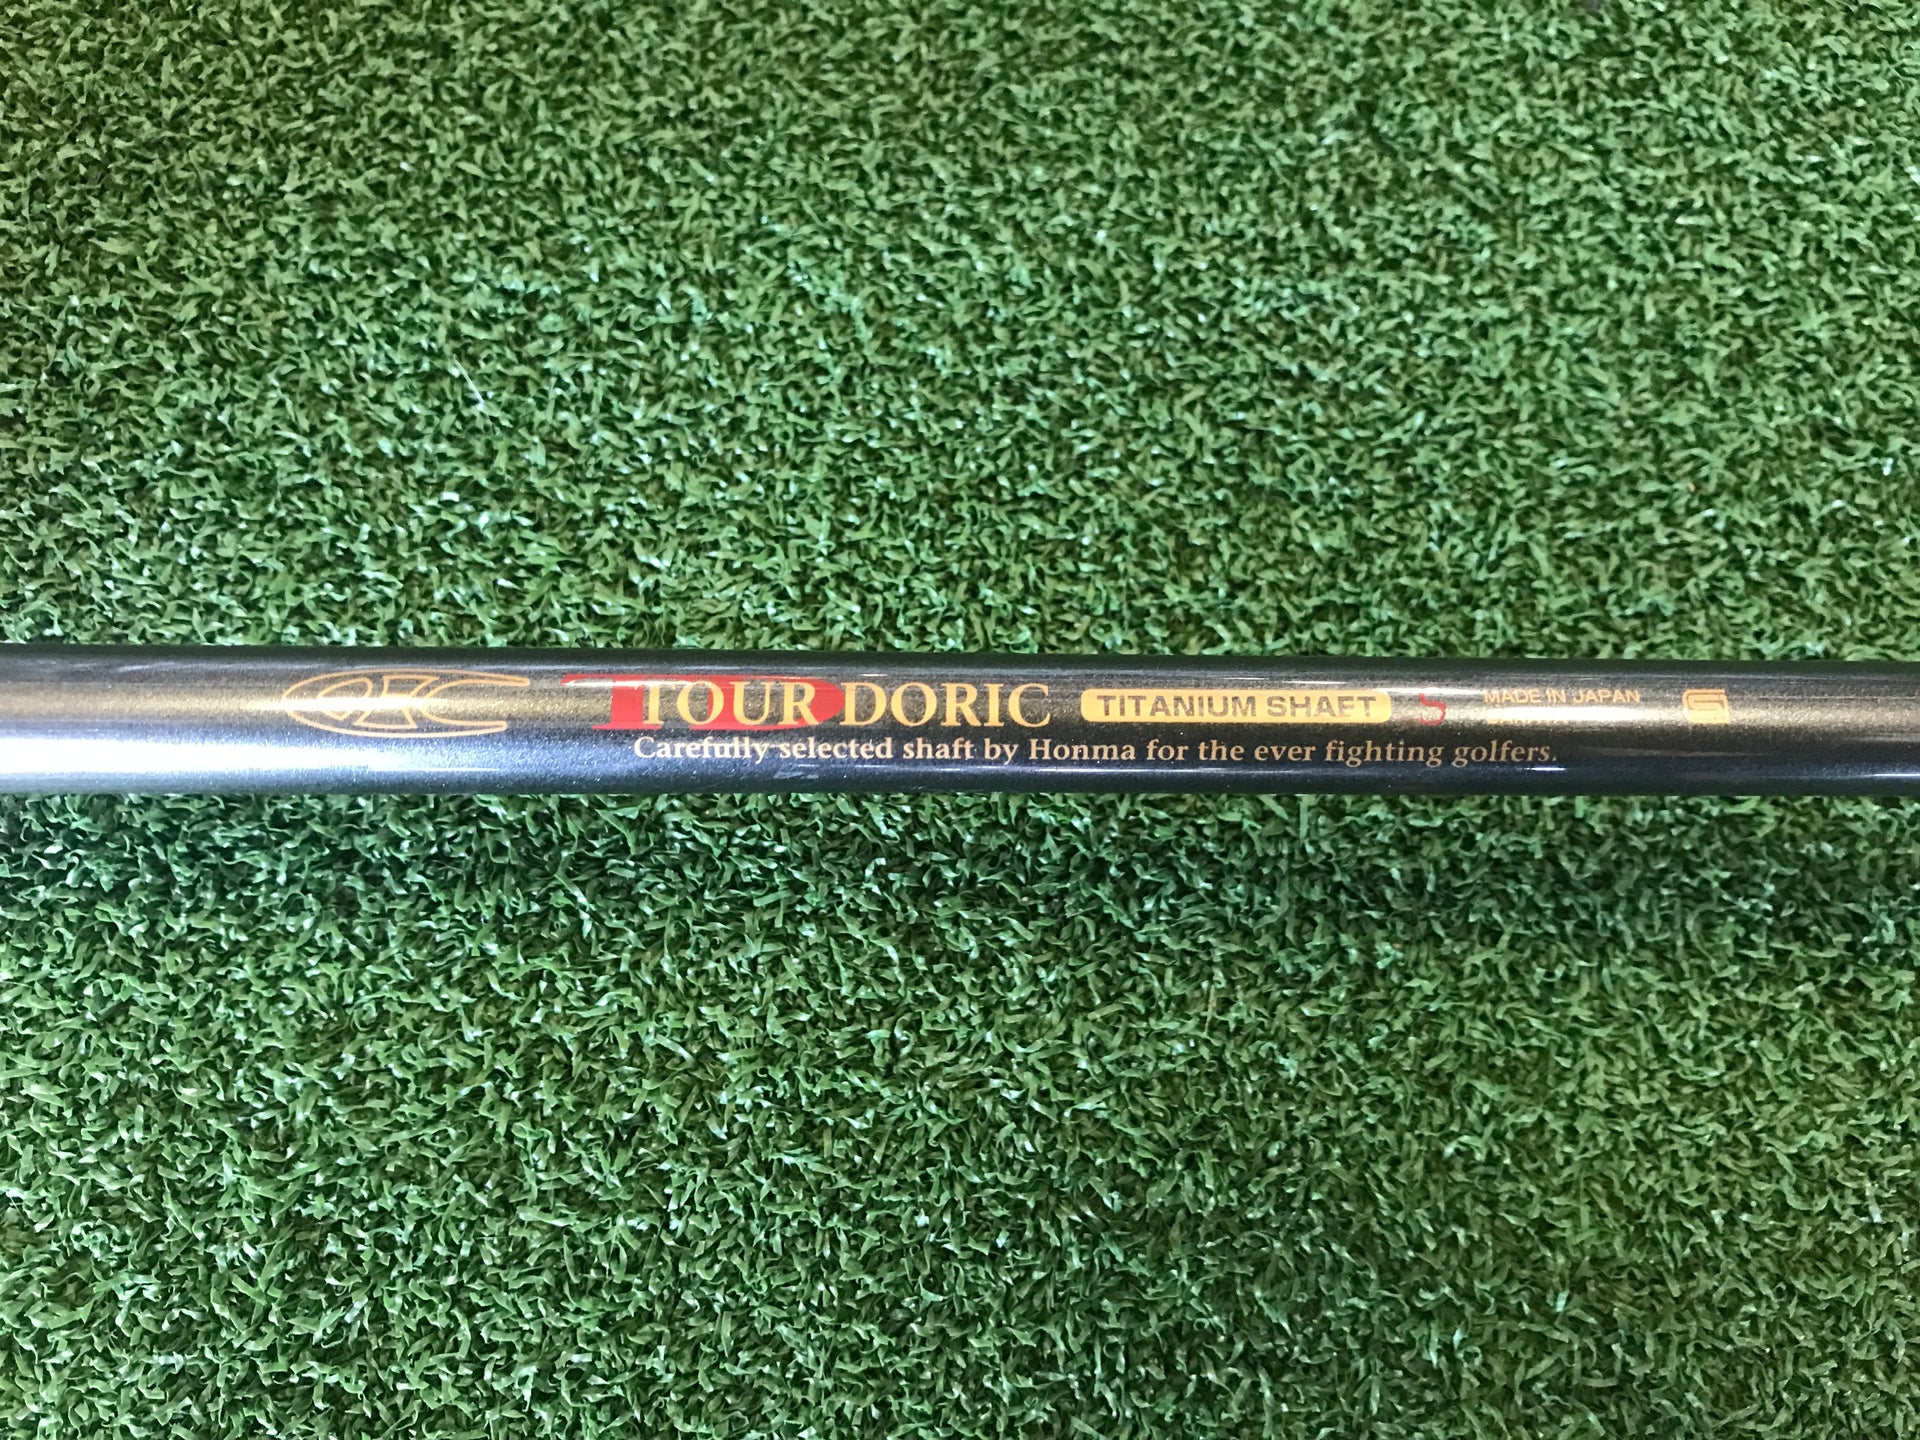 TOUR DORIC TITANIUM SHAFT S MADE IN JAPAN
Carefully selected shaft by Honma for the ever fighting golfers.